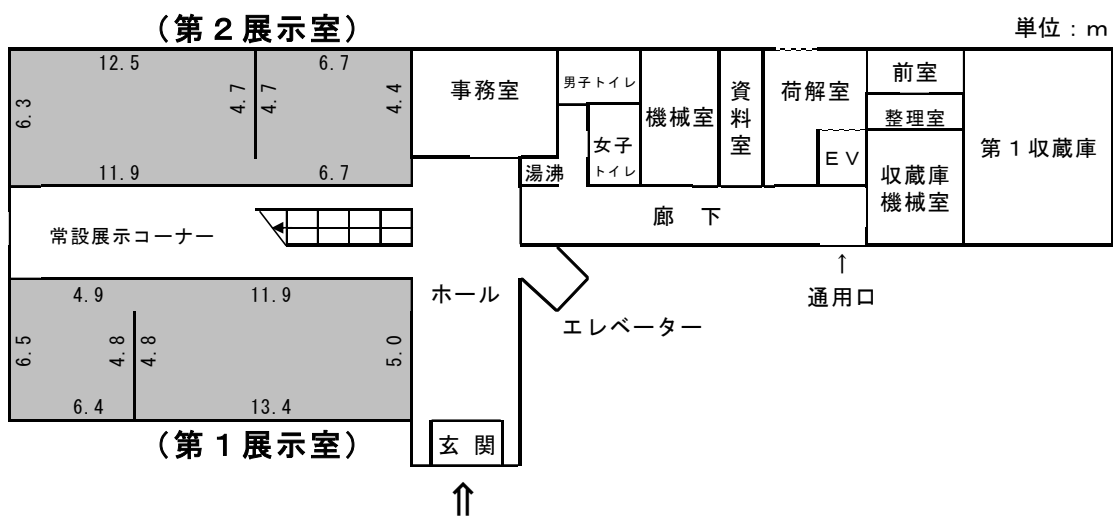 (第2展示室)
単位:m
12.5
6.7
6.3
4.7
4.7
4.4
11.9
6.7
事務室
男子トイレ
女子
トイレ
湯沸
機械室
資
料
室
荷解室
EV
前室
整理室
収蔵庫
機械室
第1収蔵庫
廊 下
常設展示コーナー
ホール
↑
通用口
エレベーター
4.9
11.9
6.5
4.8
4.8
5.0
6.4
13.4
(第1展示室)
玄 関
⇑